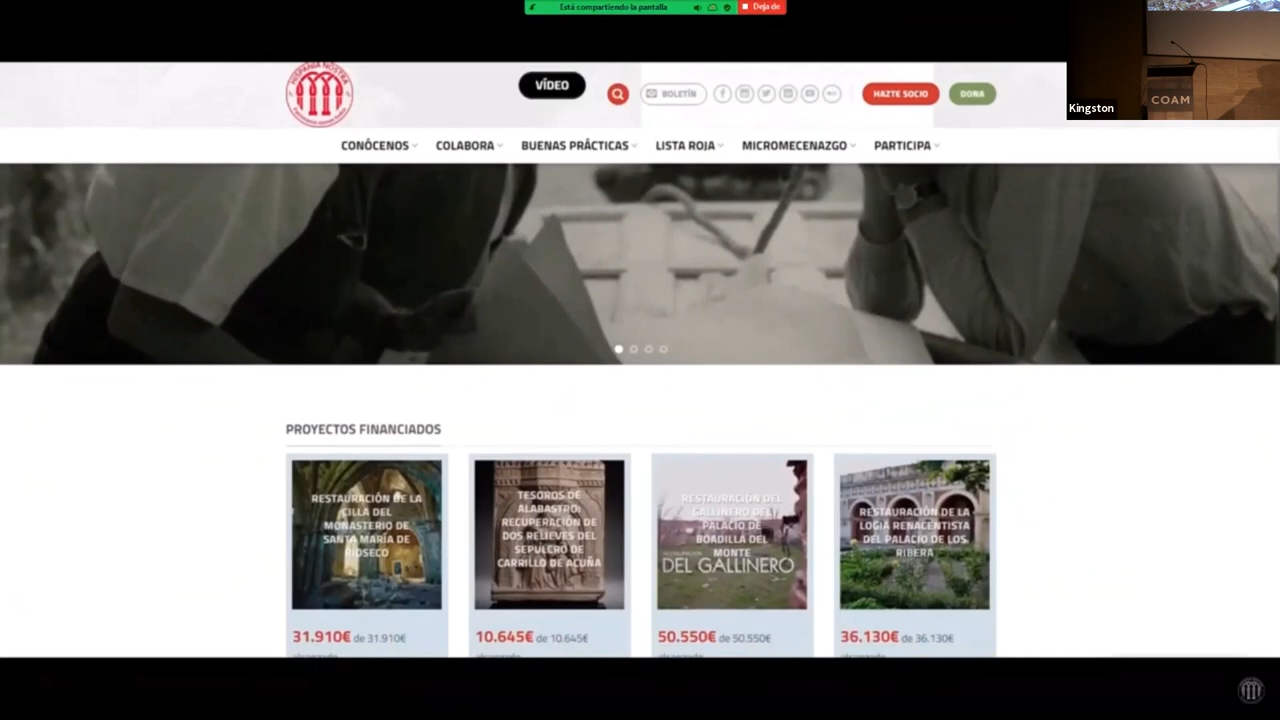 Está compartiendo la pantalla
Deja de
HISPANIA NOSTRA
VÍDEO
BOLETÍN
HAZTE SOCIO
DONA
Kingston
COAM
CONÓCENOS
COLABORA
BUENAS PRÁCTICAS
LISTA ROJA
MICROMECENAZGO
PARTICIPA
PROYECTOS FINANCIADOS
RESTAURACIÓN DE LA
CILLA DEL
MONASTERIO DE
SANTA MARÍA DE
RIOSECO
31.910€ de 31.910€
TESOROS DE
ALABASTRO:
RECUPERACIÓN DE
DOS RELIEVES DEL
SEPULCRO DE
CARRILLO DE ACUÑA
10.645€ de 10.645€
RESTAURACIÓN DEL
GALLINERO DEL
PALACIO DE
BOADILLA DEL
MONTE
DEL GALLINERO
50.550€ de 50.550€
RESTAURACIÓN DE LA
LOGIA RENACENTISTA
DEL PALACIO DE LOS
RIBERA
36.130€ de 36.130€